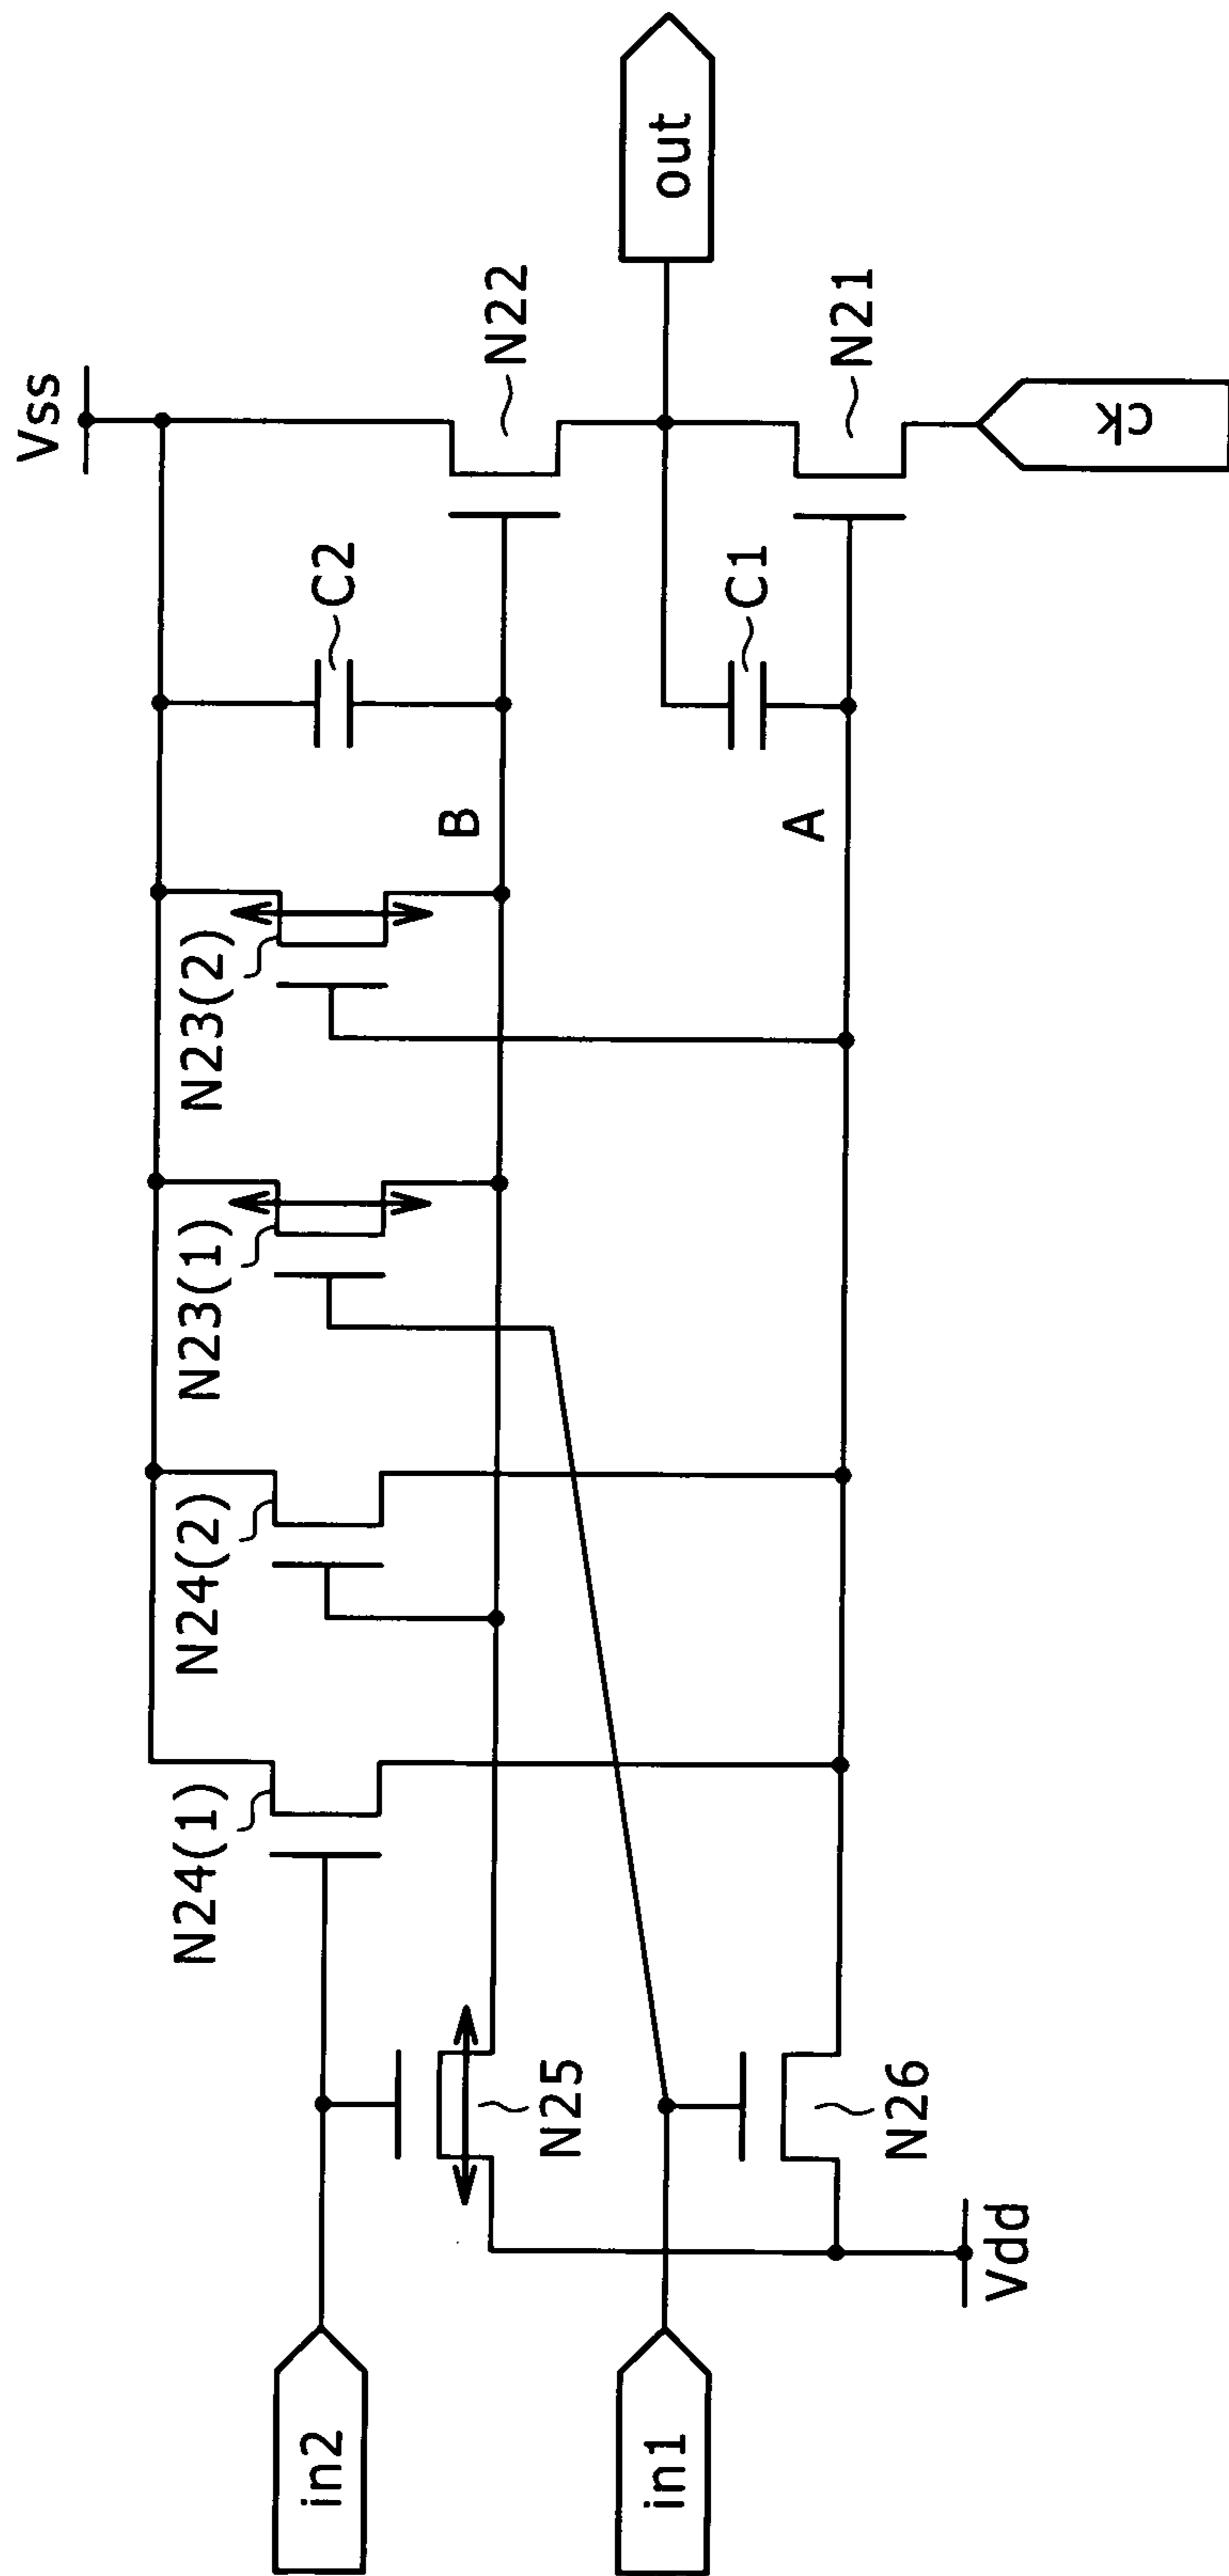 Vss
C2
N22
out
N23(2)
B
C1
N21
N23(1)
A
ck
N24(2)
N24(1)
N25
N26
in2
in1
Vdd